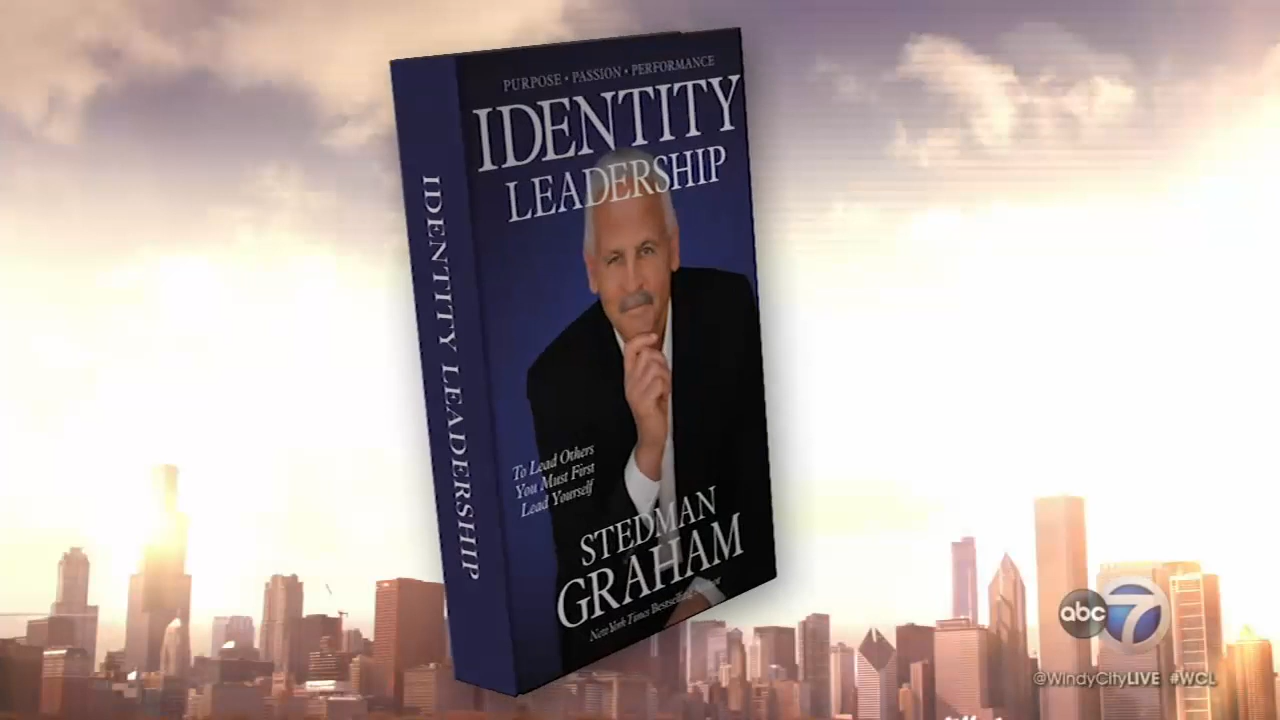 PURPOSE • PASSION • PERFORMANCE
IDENTITY
LEADERSHIP
IDENTITY LEADERSHIP
To Lead Others
You Must First
Lead Yourself
STEDMAN
GRAHAM
New York Times Bestselling Author
abc 7
@WindyCityLIVE #WCL